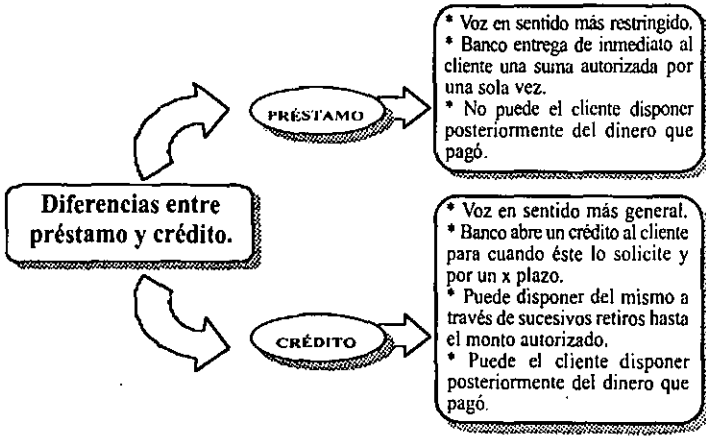 Diferencias entre
préstamo y crédito.
PRÉSTAMO
* Voz en sentido más restringido.
* Banco entrega de inmediato al
cliente una suma autorizada por
una sola vez.
* No puede el cliente disponer
posteriormente del dinero que
pagó.
CRÉDITO
* Voz en sentido más general.
* Banco abre un crédito al cliente
para cuando éste lo solicite y
por un x plazo.
* Puede disponer del mismo a
través de sucesivos retiros hasta
el monto autorizado.
* Puede el cliente disponer
posteriormente del dinero que
pagó.